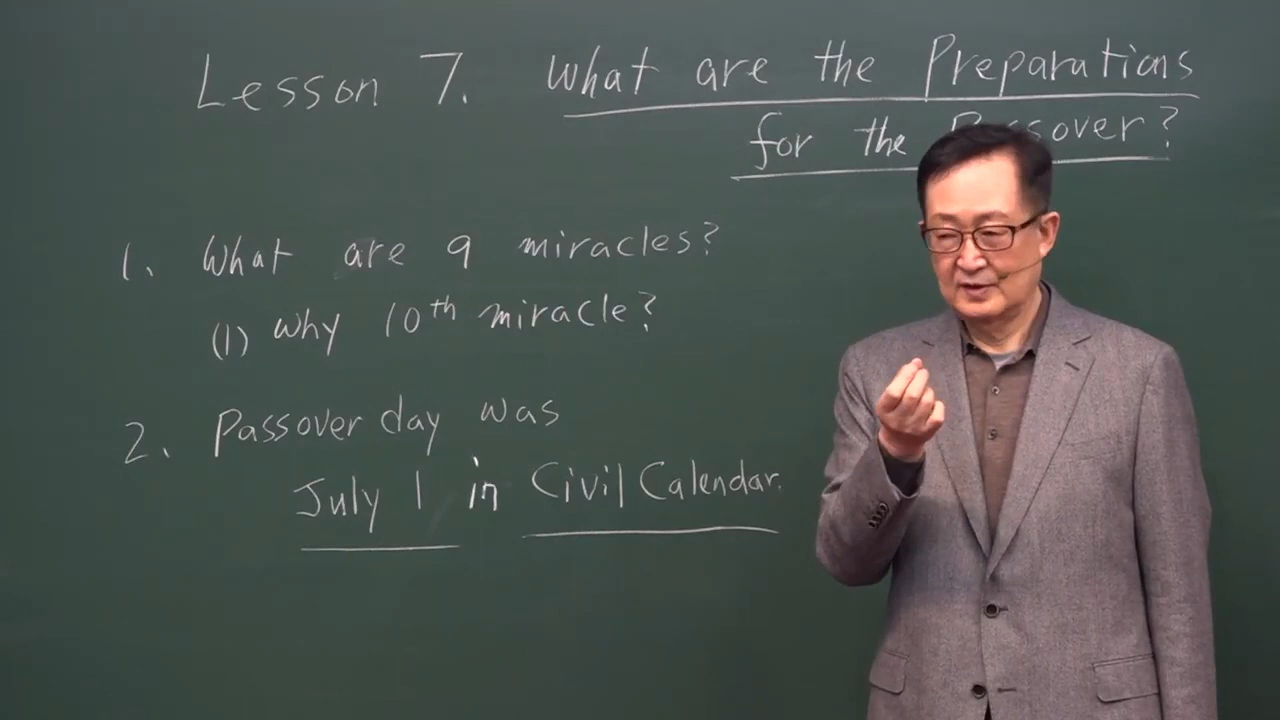 Lesson 7. What are the Preparations
for the Passover?
1. What are 9 miracles?
(1) Why 10th miracle?
2. Passover day was
July 1 in Civil Calendar.